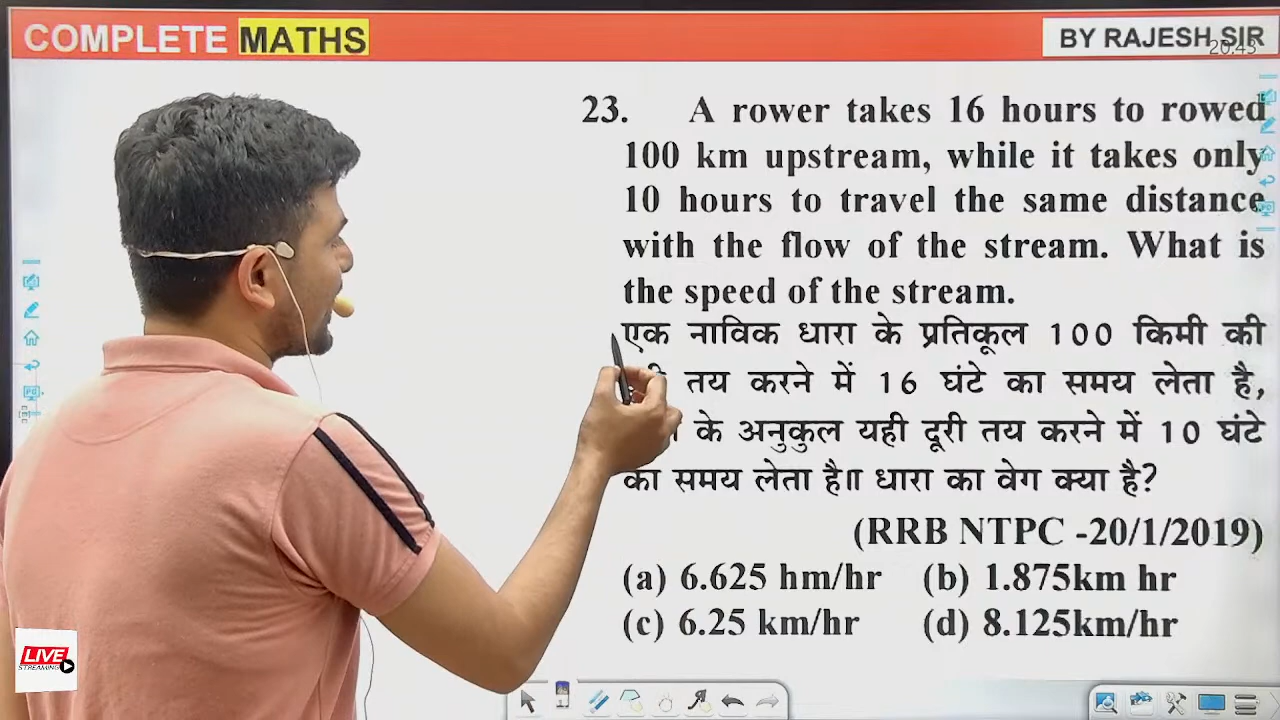 COMPLETE MATHS
BY RAJESH SIR
20:43
23. A rower takes 16 hours to rowed
100 km upstream, while it takes only
10 hours to travel the same distance
with the flow of the stream. What is
the speed of the stream.
एक नाविक धारा के प्रतिकूल 100 किमी की
तय करने में 16 घंटे का समय लेता है,
के अनुकुल यही दूरी तय करने में 10 घंटे
का समय लेता है॥ धारा का वेग क्या है?
(RRB NTPC -20/1/2019)
(a) 6.625 hm/hr (b) 1.875km hr
(c) 6.25 km/hr (d) 8.125km/hr
LIVE
STREAMING